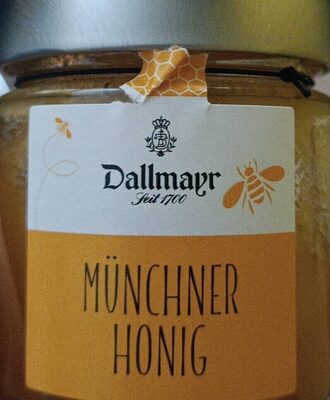 Dallmayr
Seit 1700
MÜNCHNER
HONIG